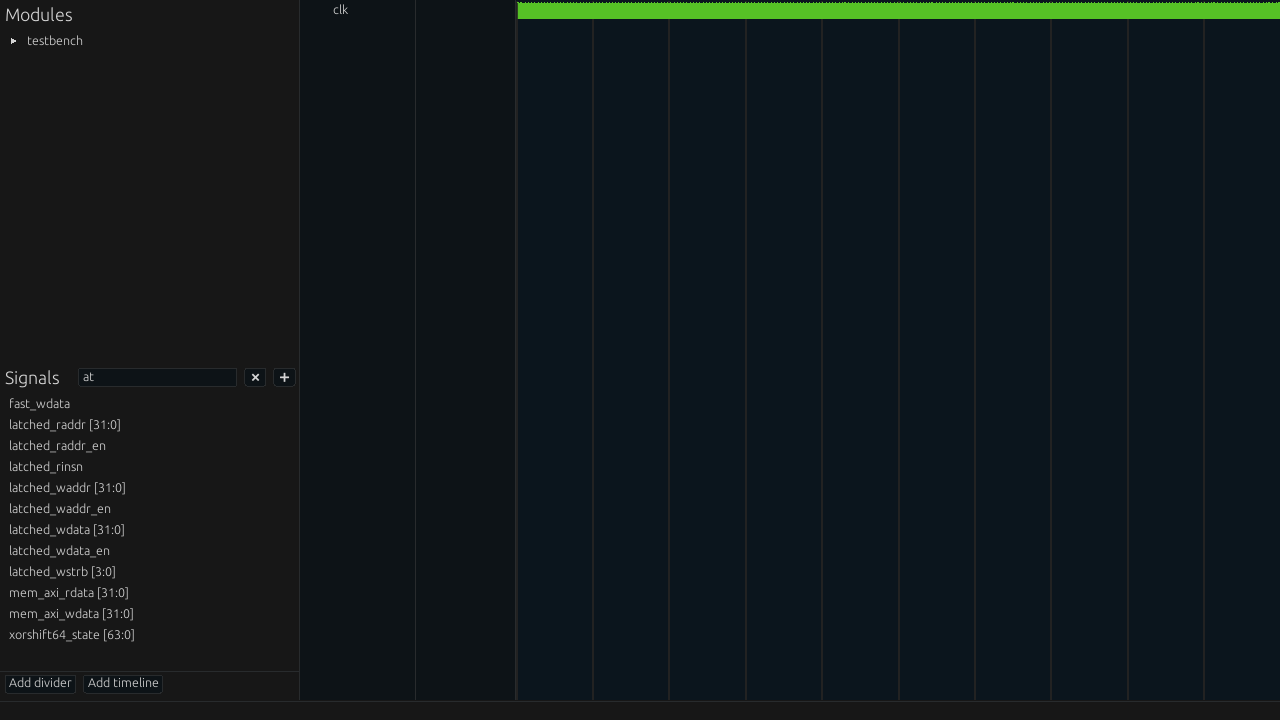 Modules
testbench
clk
Signals
at
fast_wdata
latched_raddr [31:0]
latched_raddr_en
latched_rinsn
latched_waddr [31:0]
latched_waddr_en
latched_wdata [31:0]
latched_wdata_en
latched_wstrb [3:0]
mem_axi_rdata [31:0]
mem_axi_wdata [31:0]
xorshift64_state [63:0]
Add divider Add timeline